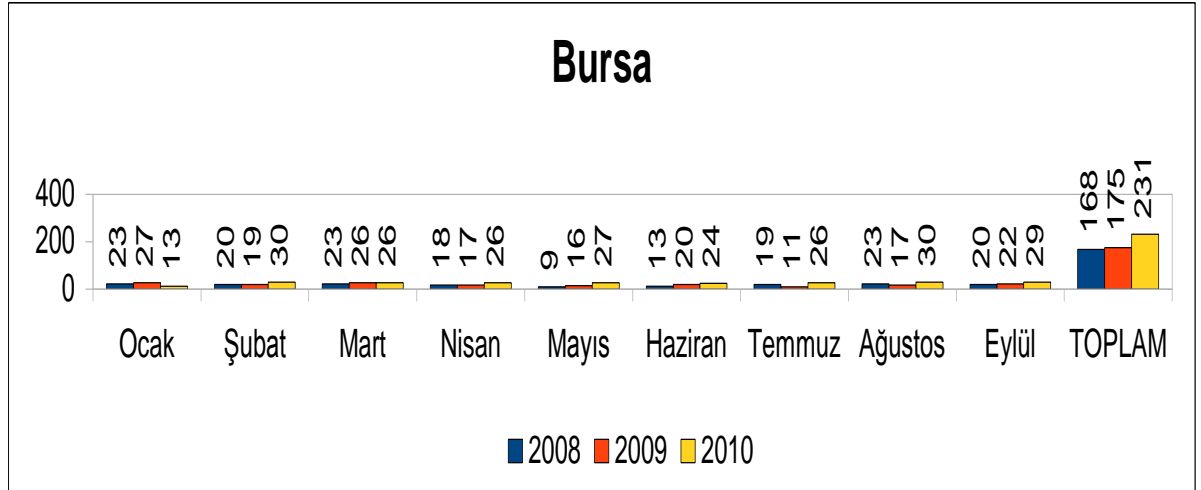 Bursa
400
200
0
23 27 13 20 19 30 23 26 26 18 17 26 9 16 27 13 20 24 19 11 26 23 17 30 20 22 29 168 175 231
Ocak Şubat Mart Nisan Mayıs Haziran Temmuz Ağustos Eylül TOPLAM
2008 2009 2010